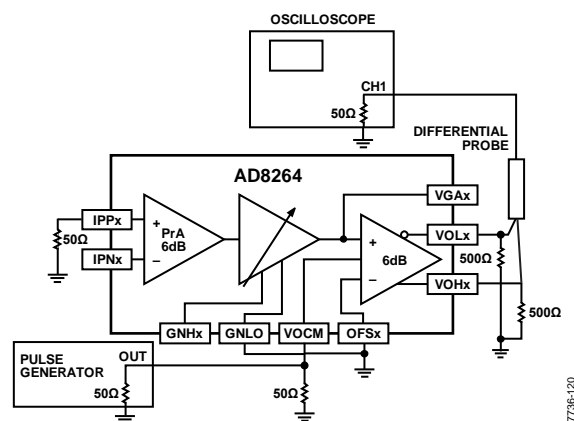 OSCILLOSCOPE
CH1
50Ω
DIFFERENTIAL
PROBE
AD8264
VGAx
IPPx
+
PrA
6dB
−
50Ω
IPNx
+
6dB
−
VOLx
500Ω
VOHx
500Ω
GNHx
GNLO
VOCM
OFSx
PULSE
GENERATOR
OUT
50Ω
50Ω
7736-120